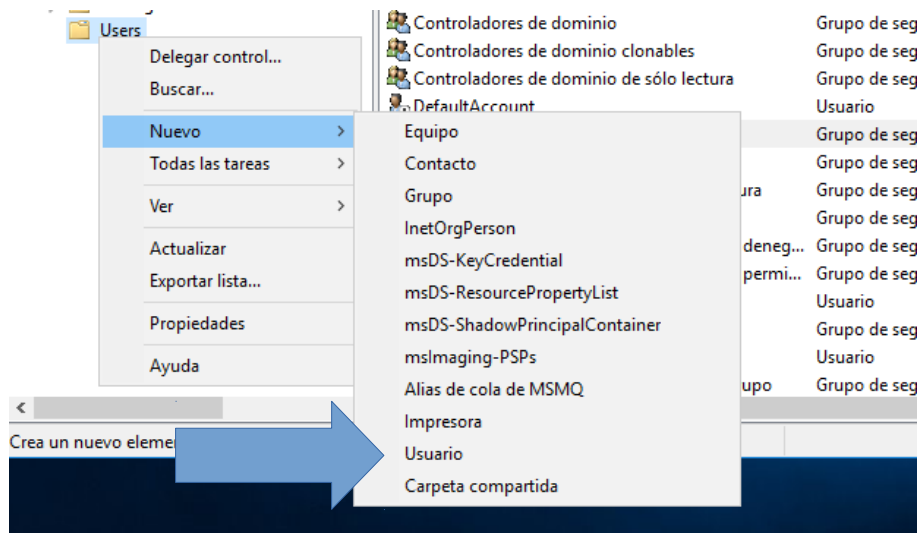 Users
Delegar control...
Buscar...
Nuevo
Todas las tareas
Ver
Actualizar
Exportar lista...
Propiedades
Ayuda
Crea un nuevo
Equipo
Contacto
Grupo
InetOrgPerson
msDS-KeyCredential
msDS-ResourcePropertyList
msDS-ShadowPrincipalContainer
msImaging-PSPs
Alias de cola de MSMQ
Impresora
Usuario
Carpeta compartida
Controladores de dominio Grupo de seg
Controladores de dominio clonables Grupo de seg
Controladores de dominio de sólo lectura Grupo de seg
DefaultAccount Usuario
Grupo de seg
Grupo de seg
ura Grupo de seg
Grupo de seg
deneg... Grupo de seg
permi... Grupo de seg
Usuario
Grupo de seg
Usuario
upo Grupo de seg